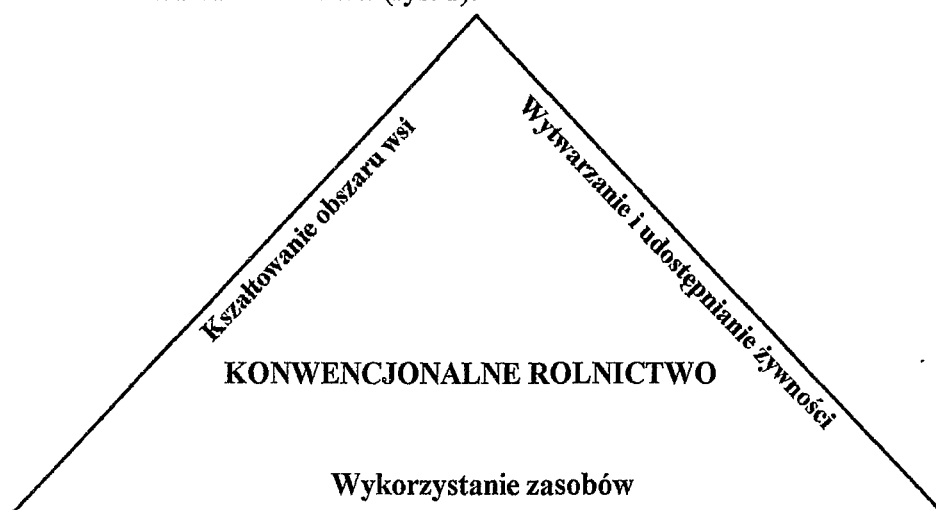 Kształtowanie obszaru wsi
Wytwarzanie i udostępnianie żywności
KONWENCJONALNE ROLNICTWO
Wykorzystanie zasobów